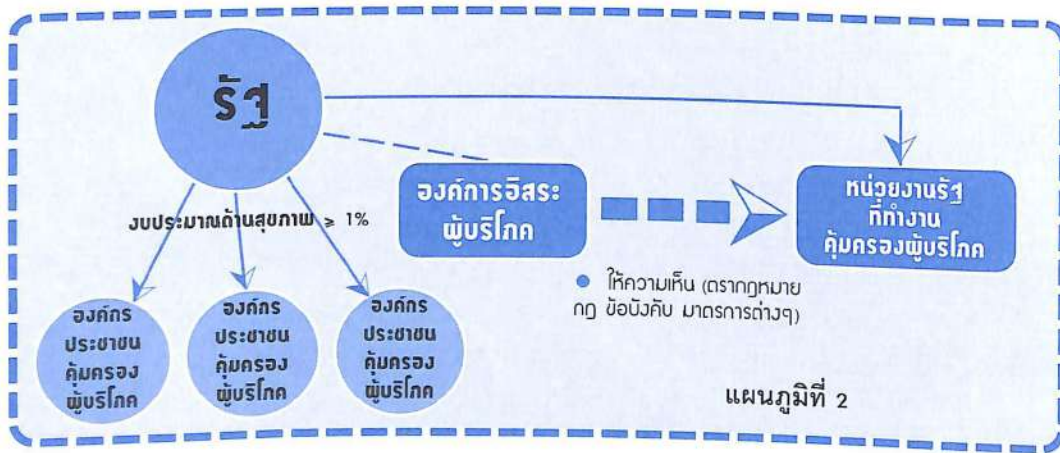 รัฐ
องค์การอิสระ
ผู้บริโภค
หน่วยงานรัฐ
ที่ทำงาน
คุ้มครองผู้บริโภค
งบประมาณด้านสุขภาพ ≥ 1%
● ให้ความเห็น (ตรากฎหมาย
กฎ ข้อบังคับ มาตรการต่างๆ)
องค์กร
ประชาชน
คุ้มครอง
ผู้บริโภค
องค์กร
ประชาชน
คุ้มครอง
ผู้บริโภค
องค์กร
ประชาชน
คุ้มครอง
ผู้บริโภค
แผนภูมิที่ 2